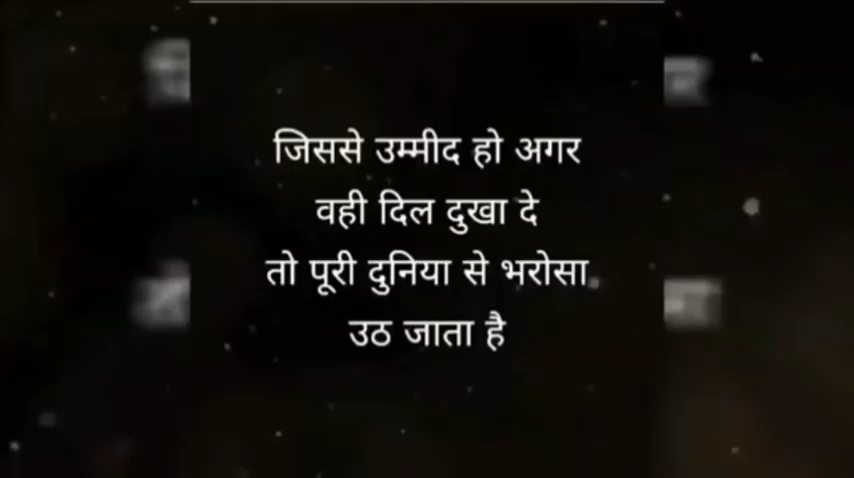 जिससे उम्मीद हो अगर
वही दिल दुखा दे
तो पूरी दुनिया से भरोसा
उठ जाता है